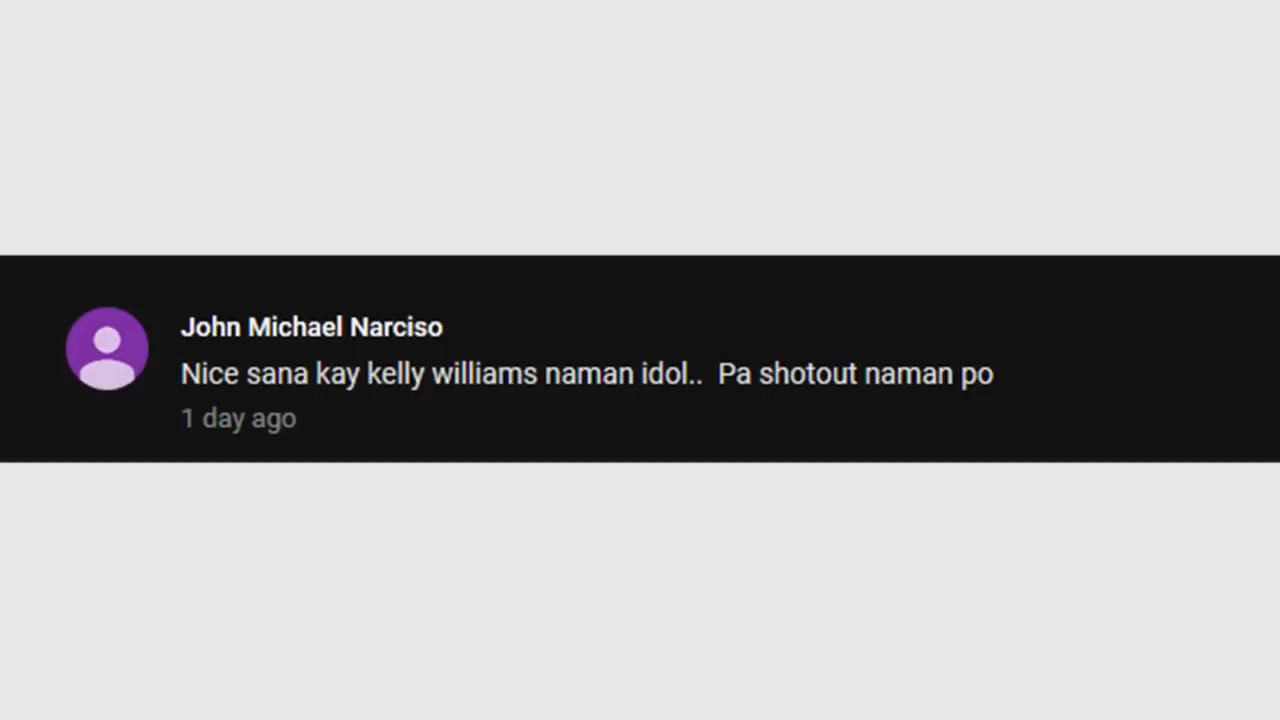 John Michael Narciso
Nice sana kay kelly williams naman idol..  Pa shotout naman po
1 day ago